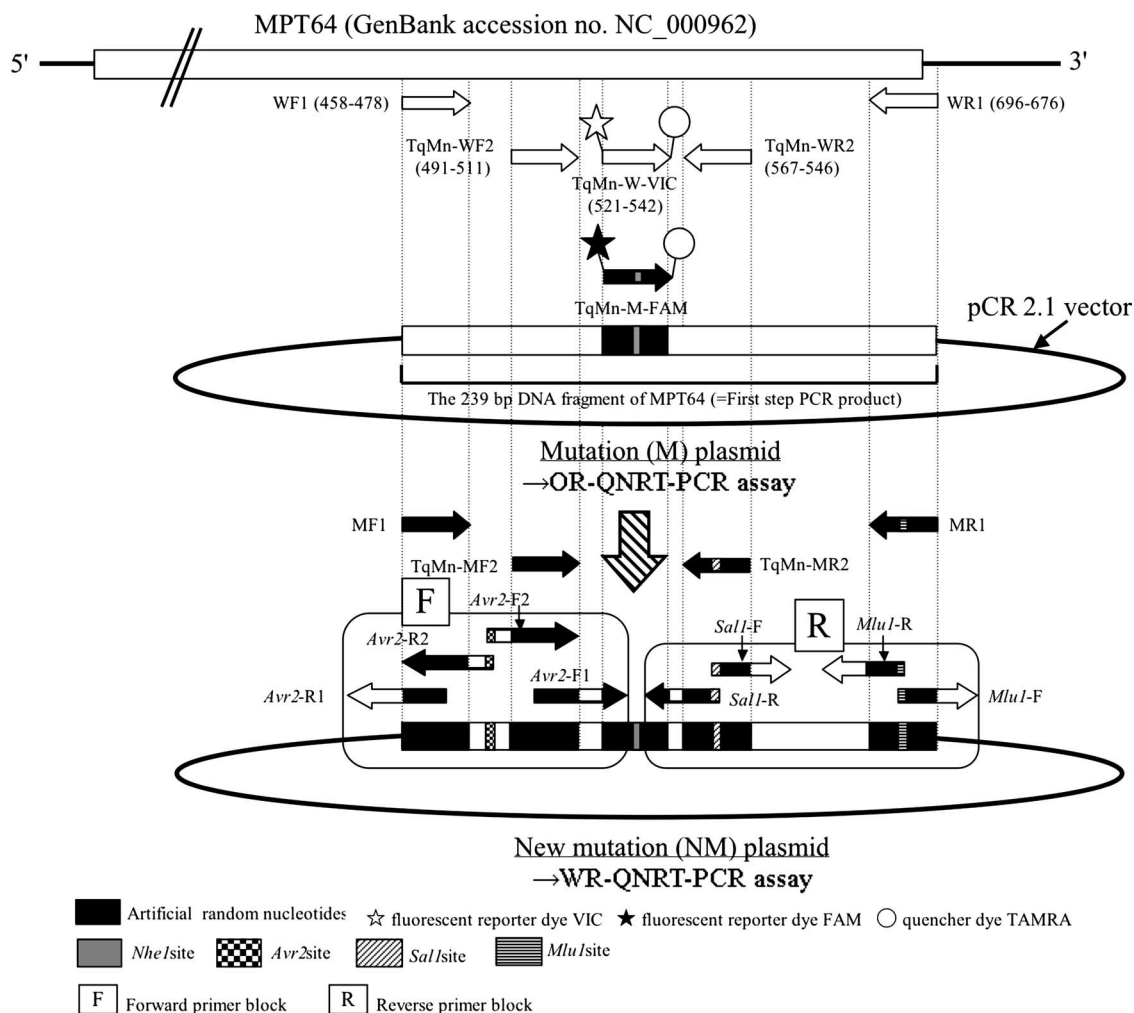 MPT64 (GenBank accession no. NC_000962)
5'
3'
WF1 (458-478)
WR1 (696-676)
TqMn-WF2
(491-511)
TqMn-WR2
(567-546)
TqMn-W-VIC
(521-542)
TqMn-M-FAM
pCR 2.1 vector
The 239 bp DNA fragment of MPT64 (=First step PCR product)
Mutation (M) plasmid
→OR-QNRT-PCR assay
MF1
MR1
TqMn-MF2
TqMn-MR2
F
Avr2-F2
R
Sal1-F
Mlu1-R
Avr2-R2
Avr2-F1
Avr2-R1
Sal1-R
Mlu1-F
New mutation (NM) plasmid
→WR-QNRT-PCR assay
Artificial random nucleotides
fluorescent reporter dye VIC
fluorescent reporter dye FAM
quencher dye TAMRA
Nhe1site
Avr2site
Sal1site
Mlu1site
F Forward primer block
R Reverse primer block